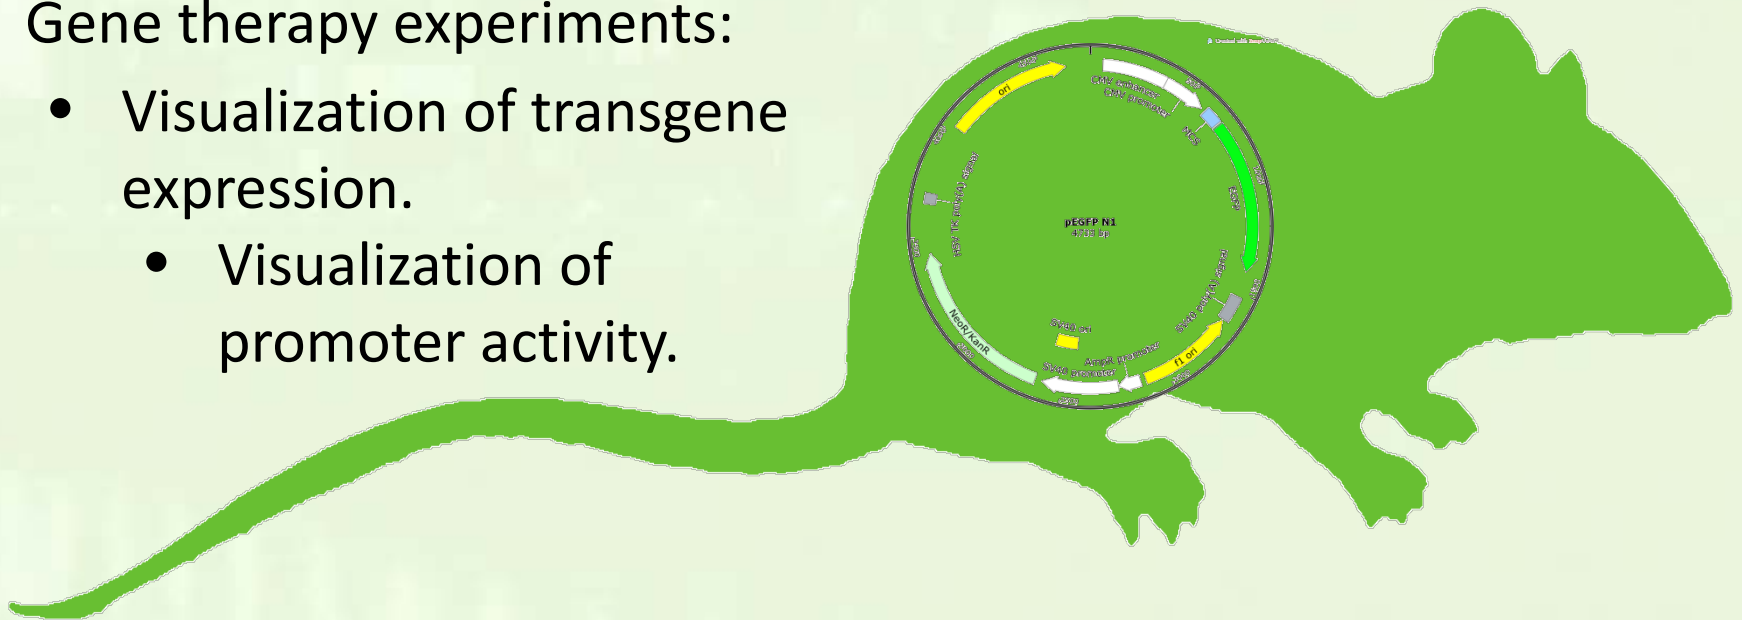 Gene therapy experiments:
• Visualization of transgene
expression.
• Visualization of
promoter activity.
ori
CMV enhancer
CMV promoter
MCS
EGFP
SV40 poly(A) signal
f1 ori
AmpR promoter
SV40 promoter
SV40 ori
NeoR/KanR
HSV TK poly(A) signal
pEGFP N1